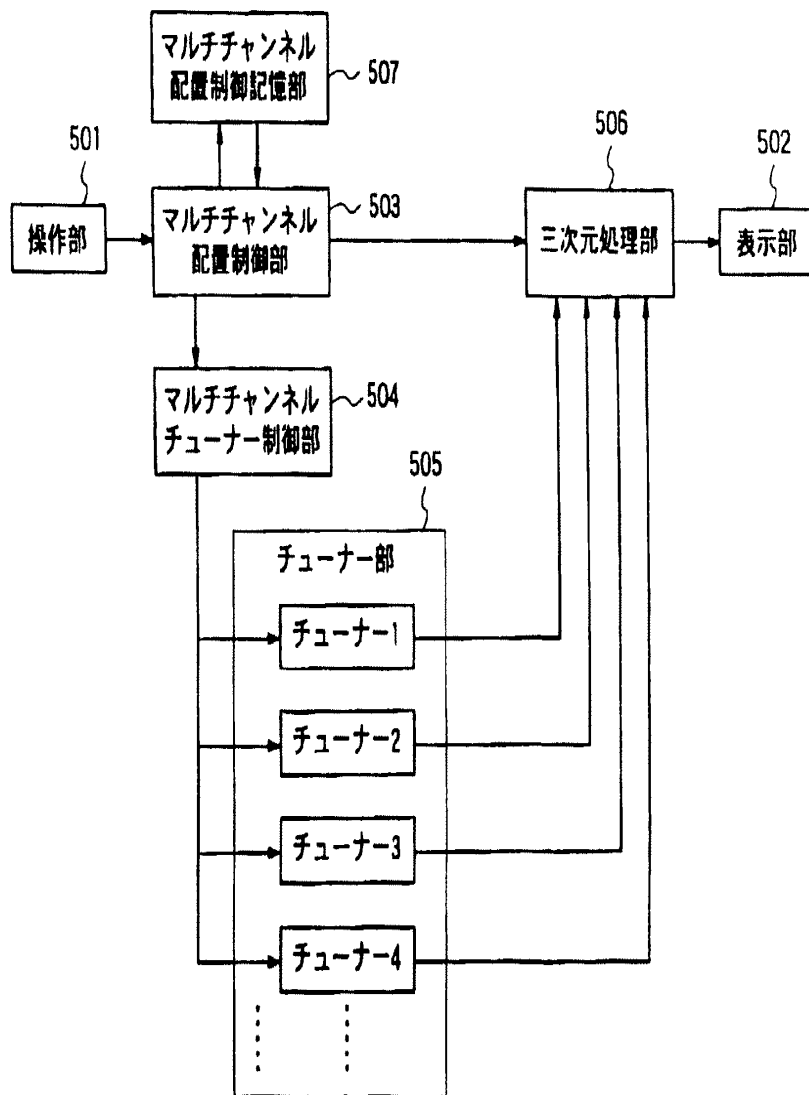 マルチチャンネル
配置制御記憶部
507
501
操作部
マルチチャンネル
配置制御部
503
506
三次元処理部
502
表示部
マルチチャンネル
チューナー制御部
504
505
チューナー部
チューナー1
チューナー2
チューナー3
チューナー4